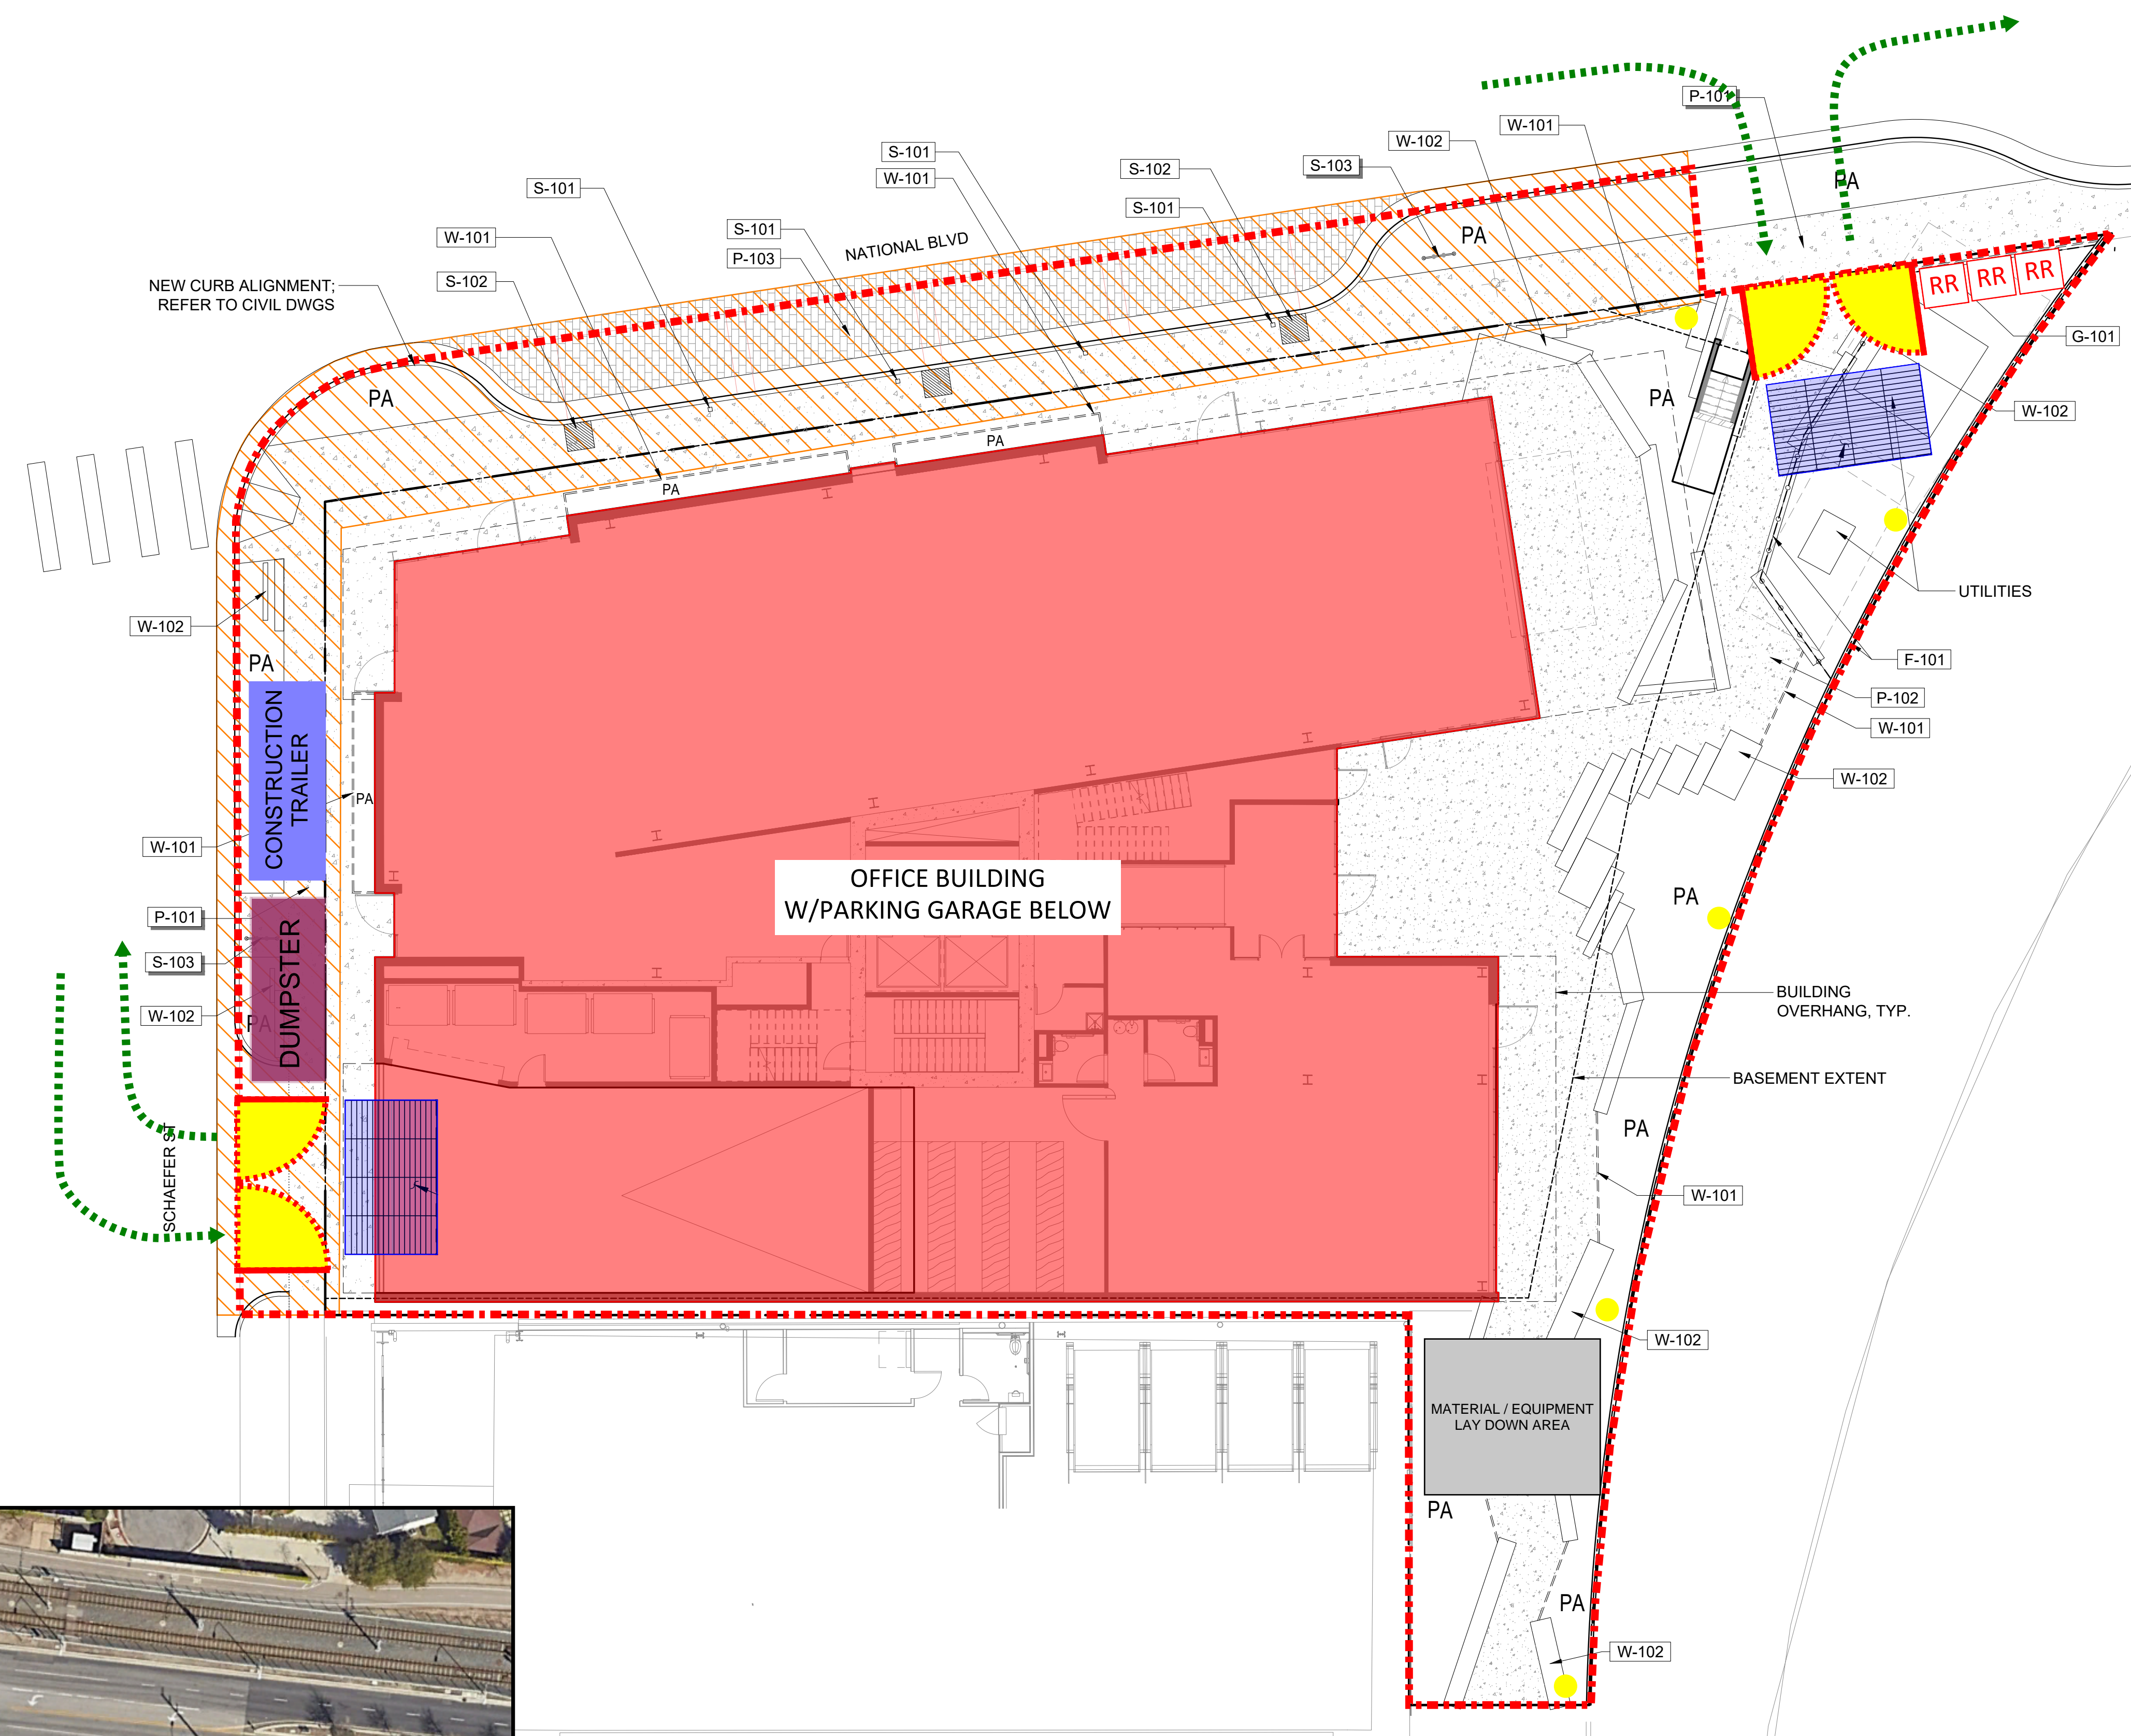 P-101
W-101
W-102
PA
S-101
W-101
S-102
S-103
S-101
S-101
S-101
P-103
NATIONAL BLVD
PA
W-101
S-102
NEW CURB ALIGNMENT;
REFER TO CIVIL DWGS
RR RR RR
G-101
PA
PA
W-102
PA
PA
UTILITIES
W-102
PA
F-101
P-102
W-101
W-102
CONSTRUCTION
TRAILER
PA
W-101
OFFICE BUILDING
W/PARKING GARAGE BELOW
PA
P-101
DUMPSTER
S-103
W-102
PA
BUILDING
OVERHANG, TYP.
BASEMENT EXTENT
SCHAEFER ST
PA
W-101
W-102
MATERIAL / EQUIPMENT
LAY DOWN AREA
PA
PA
W-102